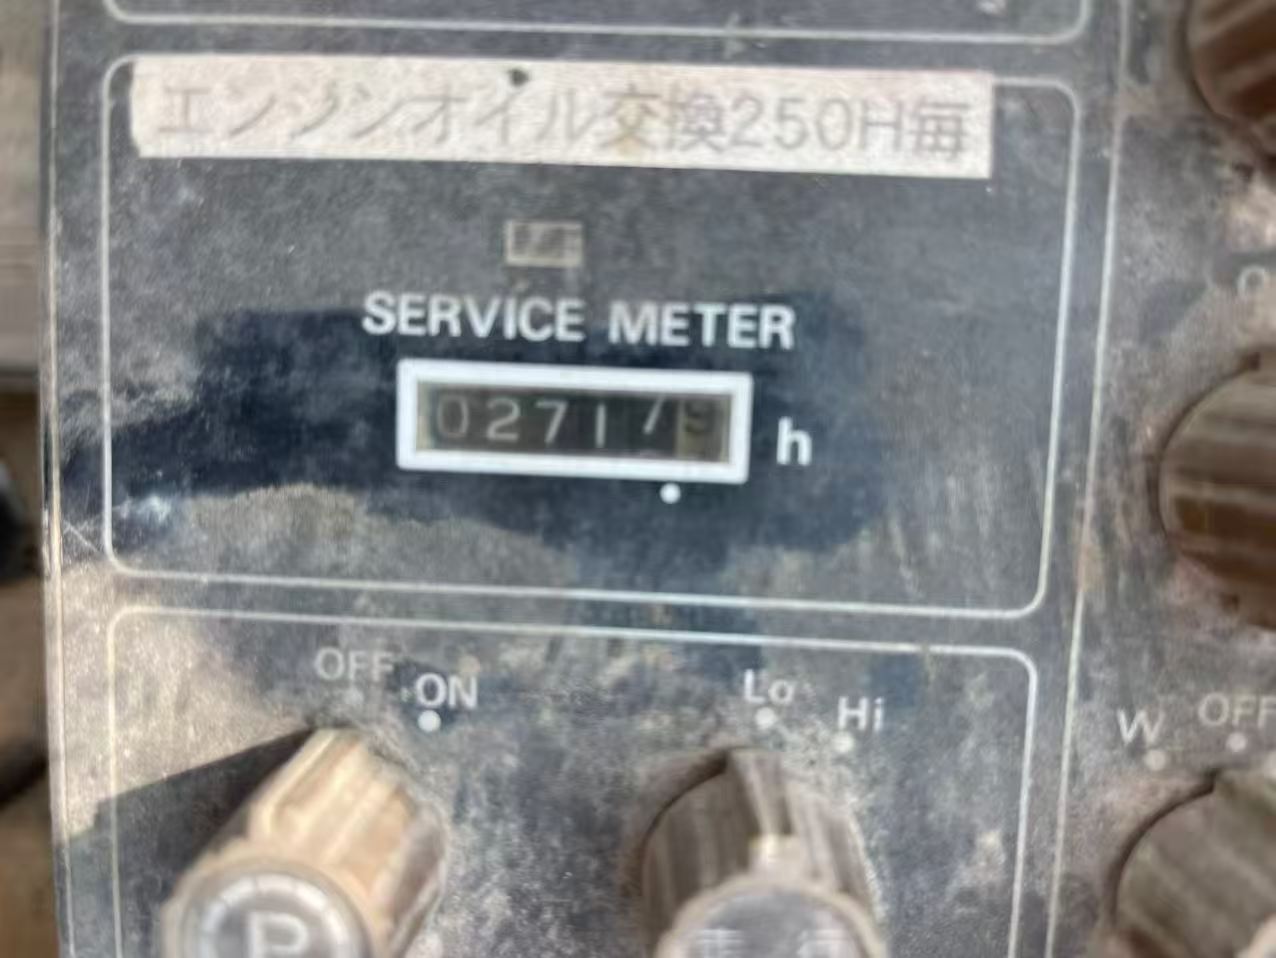 エンジンオイル交換250H毎
SERVICE METER
0271 h
OFF ON
Lo Hi
W OFF
P